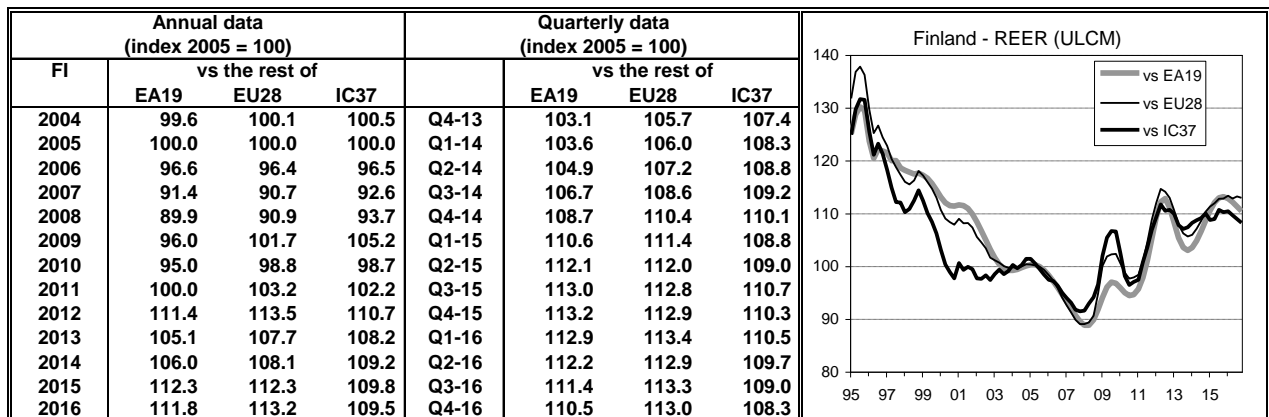 Annual data Quarterly data
(index 2005 = 100) (index 2005 = 100)
FI vs the rest of vs the rest of
EA19 EU28 IC37 EA19 EU28 IC37
2004 99.6 100.1 100.5 Q4-13 103.1 105.7 107.4
2005 100.0 100.0 100.0 Q1-14 103.6 106.0 108.3
2006 96.6 96.4 96.5 Q2-14 104.9 107.2 108.8
2007 91.4 90.7 92.6 Q3-14 106.7 108.6 109.2
2008 89.9 90.9 93.7 Q4-14 108.7 110.4 110.1
2009 96.0 101.7 105.2 Q1-15 110.6 111.4 108.8
2010 95.0 98.8 98.7 Q2-15 112.1 112.0 109.0
2011 100.0 103.2 102.2 Q3-15 113.0 112.8 110.7
2012 111.4 113.5 110.7 Q4-15 113.2 112.9 110.3
2013 105.1 107.7 108.2 Q1-16 112.9 113.4 110.5
2014 106.0 108.1 109.2 Q2-16 112.2 112.9 109.7
2015 112.3 112.3 109.8 Q3-16 111.4 113.3 109.0
2016 111.8 113.2 109.5 Q4-16 110.5 113.0 108.3
Finland - REER (ULCM)
140
130
120
110
100
90
80
vs EA19
vs EU28
vs IC37
95 97 99 01 03 05 07 09 11 13 15